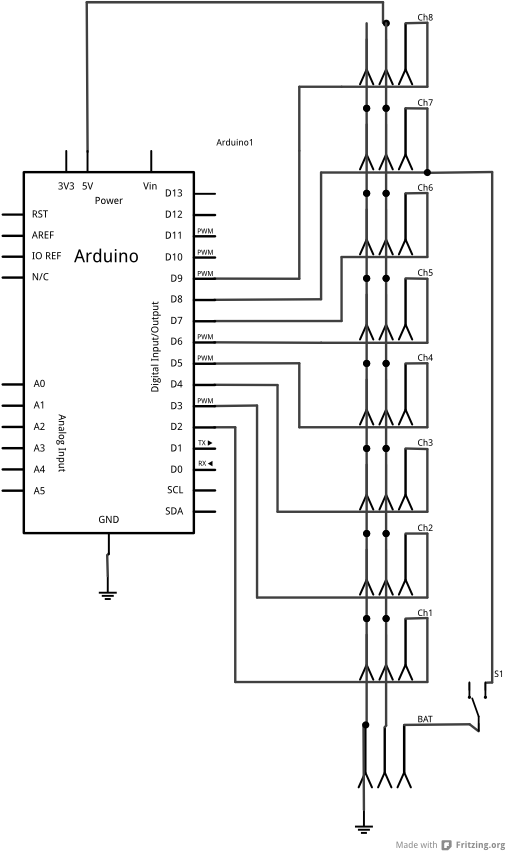 Ch8
Ch7
Arduino1
3V3 5V Vin
Power
D13
RST
D12
AREF
D11 PWM
IO REF
Arduino
D10 PWM
N/C
D9 PWM
Ch6
D8
Ch5
D7
D6 PWM
Digital Input/Output
D5 PWM
Ch4
A0
D4
A1
D3 PWM
A2
D2
A3
D1 TX
Ch3
A4
D0 RX
A5
SCL
Analog Input
SDA
GND
Ch2
Ch1
S1
BAT
Made with Fritzing.org